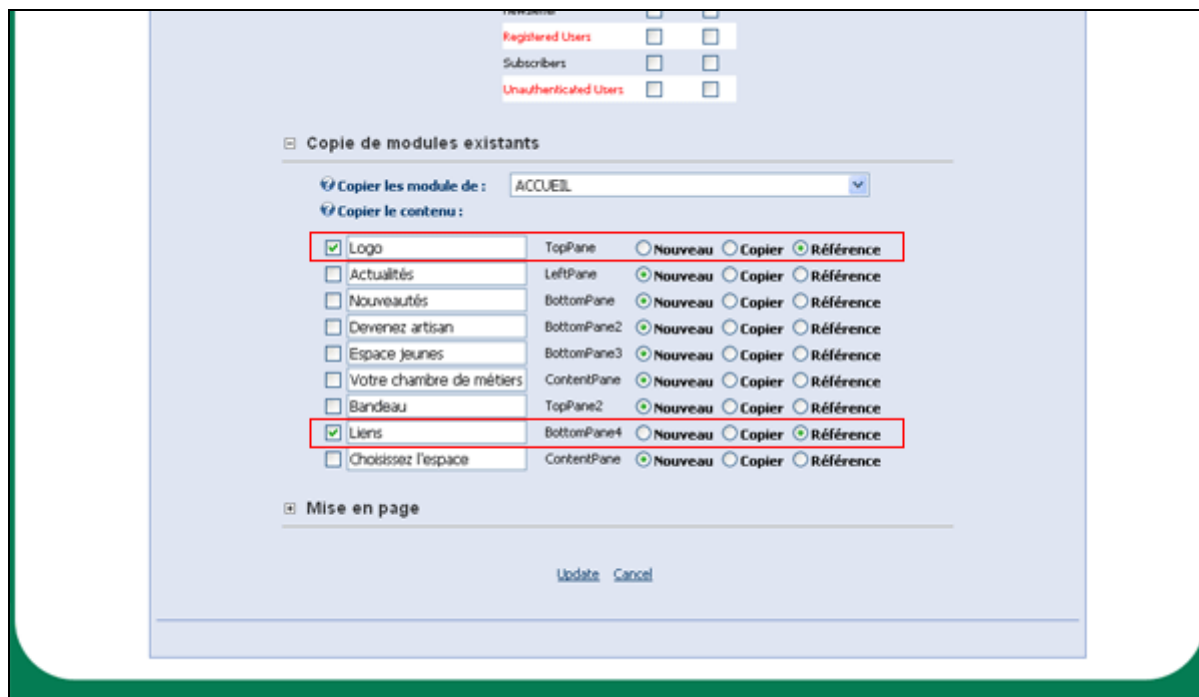 Newsletter
Registered Users
Subscribers
Unauthenticated Users
Copie de modules existants
Copier les module de : ACCUEIL
Copier le contenu :
Logo TopPane Nouveau Copier Référence
Actualités LeftPane Nouveau Copier Référence
Nouveautés BottomPane Nouveau Copier Référence
Devenez artisan BottomPane2 Nouveau Copier Référence
Espace jeunes BottomPane3 Nouveau Copier Référence
Votre chambre de métiers ContentPane Nouveau Copier Référence
Bandeau TopPane2 Nouveau Copier Référence
Liens BottomPane4 Nouveau Copier Référence
Choisissez l'espace ContentPane Nouveau Copier Référence
Mise en page
Update Cancel